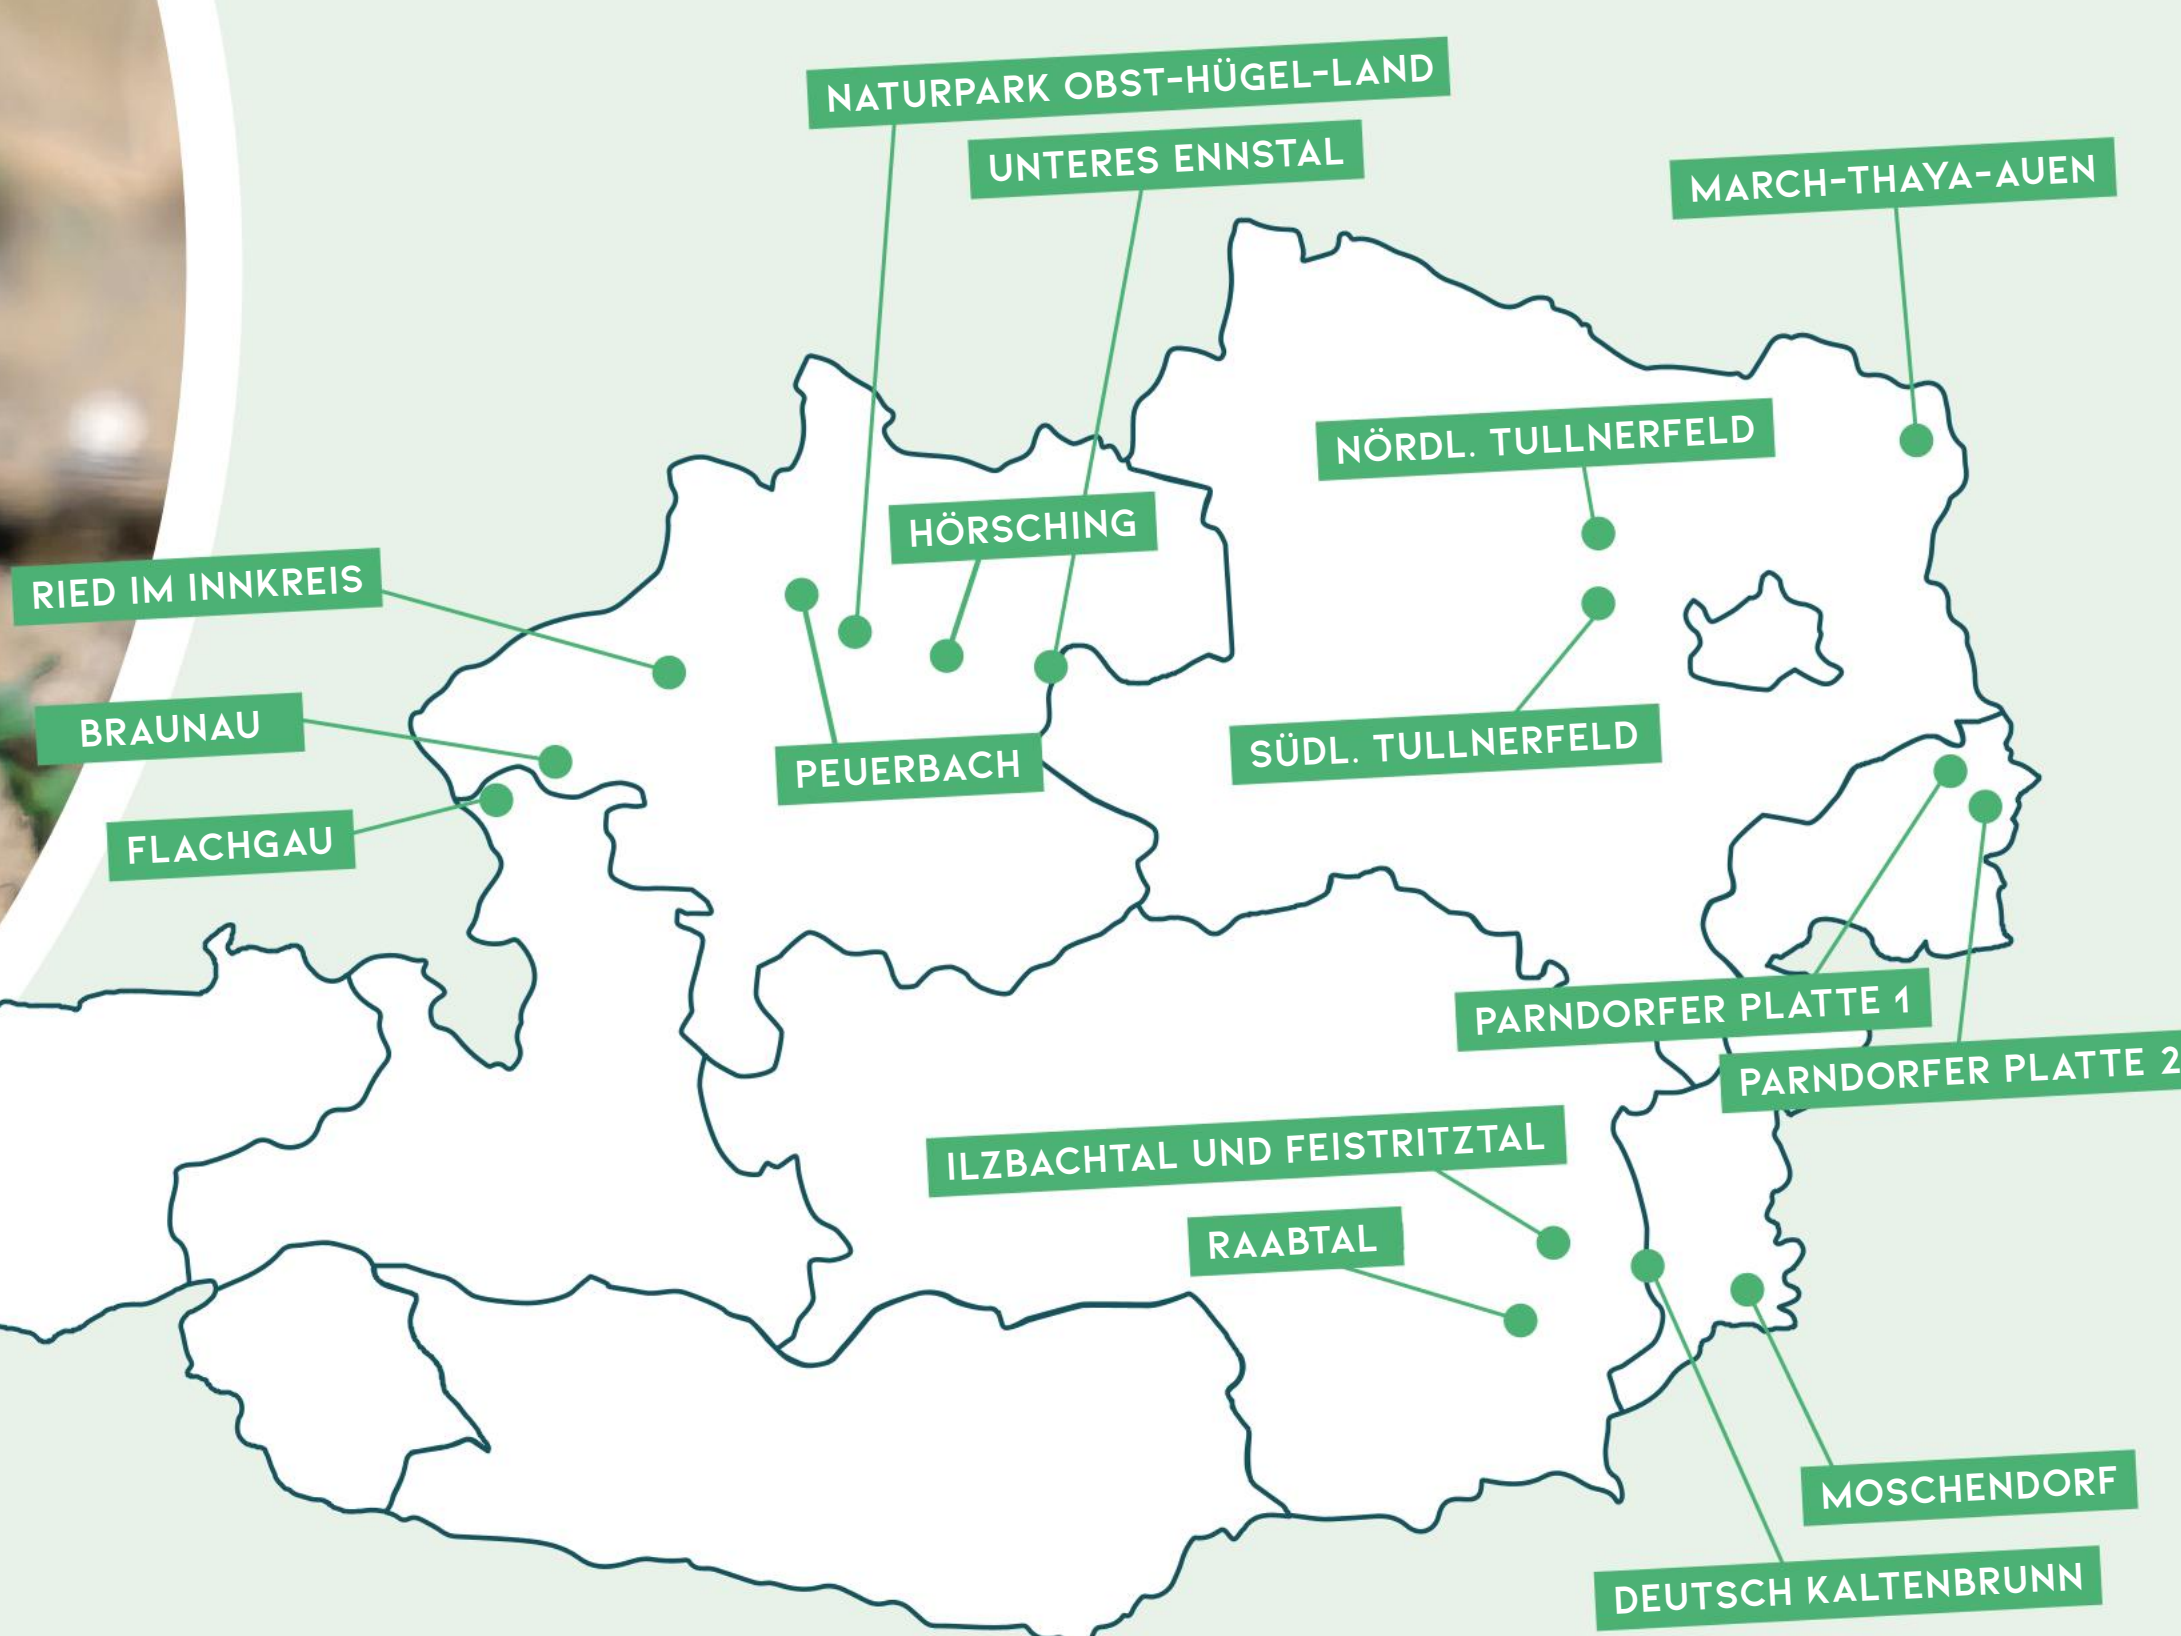 NATURPARK OBST-HÜGEL-LAND
UNTERES ENNSTAL
MARCH-THAYA-AUEN
NÖRDL. TULLNERFELD
HÖRSCHING
RIED IM INNKREIS
BRAUNAU
SÜDL. TULLNERFELD
PEUERBACH
FLACHGAU
PARNDORFER PLATTE 1
PARNDORFER PLATTE 2
ILZBACHTAL UND FEISTRITZTAL
RAABTAL
MOSCHENDORF
DEUTSCH KALTENBRUNN